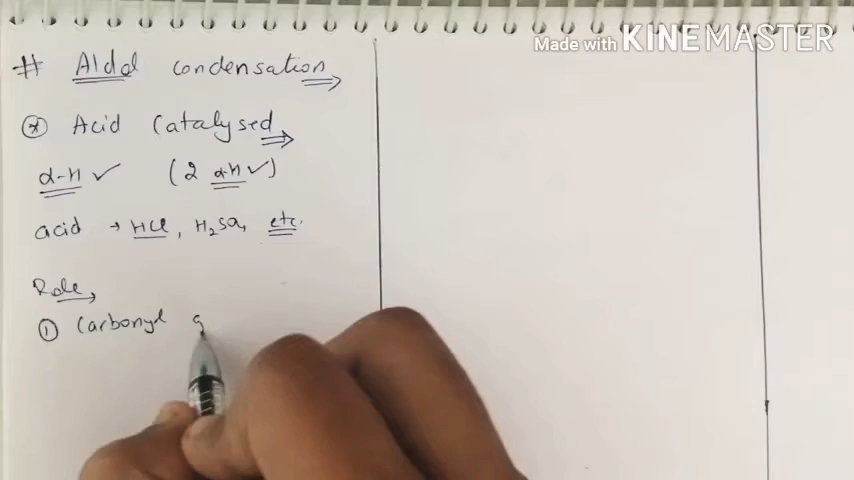 Made with KINEMASTER
# Aldol condensation
* Acid Catalysed
α-H ✓ (2 α-H ✓)
acid → HCl, H₂SO₄ etc.
Role
① Carbonyl g